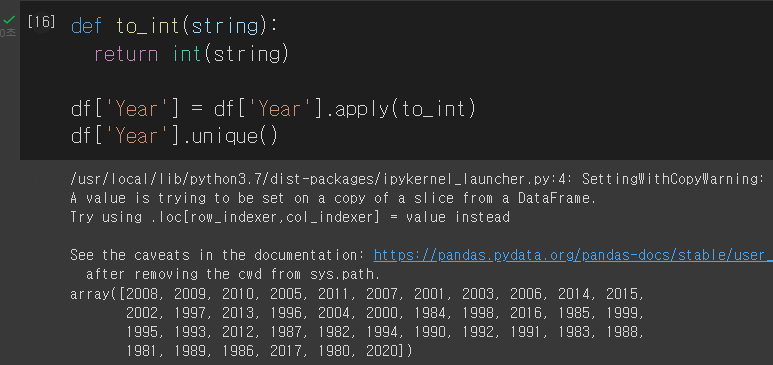 [16] def to_int(string):
0초
return int(string)
df['Year'] = df['Year'].apply(to_int)
df['Year'].unique()
/usr/local/lib/python3.7/dist-packages/ipykernel_launcher.py:4: SettingWithCopyWarning:
A value is trying to be set on a copy of a slice from a DataFrame.
Try using .loc[row_indexer,col_indexer] = value instead
See the caveats in the documentation: https://pandas.pydata.org/pandas-docs/stable/user_
after removing the cwd from sys.path.
array([2008, 2009, 2010, 2005, 2011, 2007, 2001, 2003, 2006, 2014, 2015,
2002, 1997, 2013, 1996, 2004, 2000, 1984, 1998, 2016, 1985, 1999,
1995, 1993, 2012, 1987, 1982, 1994, 1990, 1992, 1991, 1983, 1988,
1981, 1989, 1986, 2017, 1980, 2020])